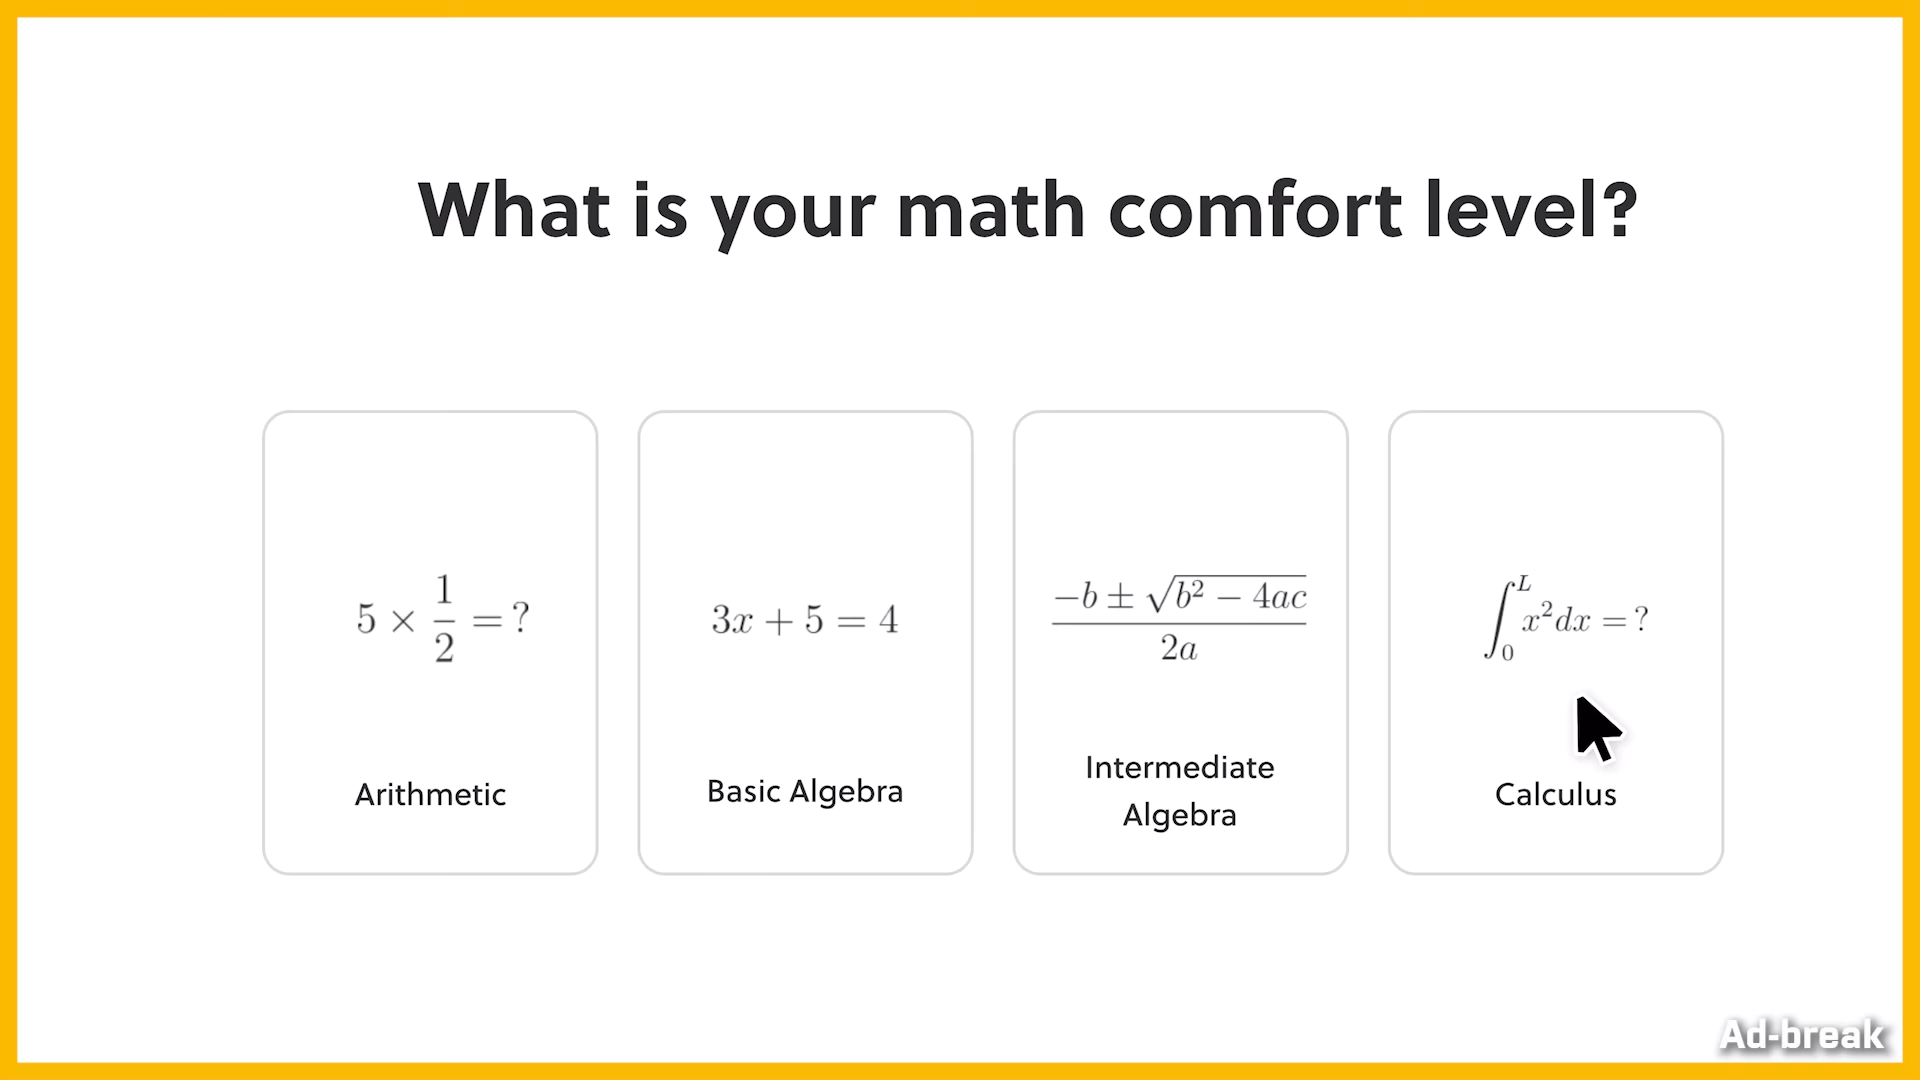 What is your math comfort level?
5 × 1/2 = ?
Arithmetic
3x + 5 = 4
Basic Algebra
−b ± √(b² − 4ac) / 2a
Intermediate
Algebra
∫₀ᴸ x²dx = ?
Calculus
Ad-break